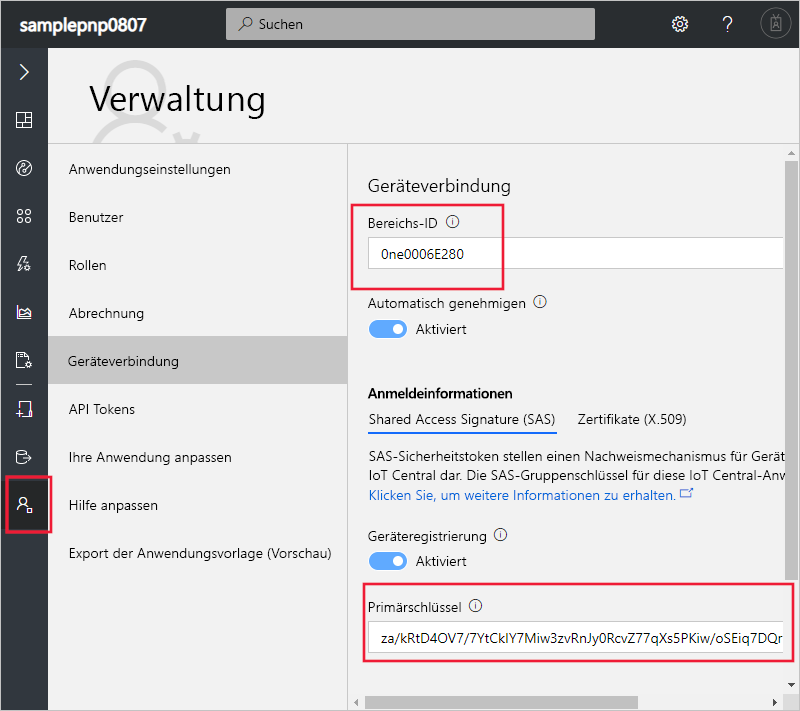 samplepnp0807
Suchen
Verwaltung
Anwendungseinstellungen
Benutzer
Rollen
Abrechnung
Geräteverbindung
API Tokens
Ihre Anwendung anpassen
Hilfe anpassen
Export der Anwendungsvorlage (Vorschau)
Geräteverbindung
Bereichs-ID
0ne0006E280
Automatisch genehmigen
Aktiviert
Anmeldeinformationen
Shared Access Signature (SAS) Zertifikate (X.509)
SAS-Sicherheitstoken stellen einen Nachweismechanismus für Gerät
IoT Central dar. Die SAS-Gruppenschlüssel für diese IoT Central-Anw
Klicken Sie, um weitere Informationen zu erhalten.
Geräteregistrierung
Aktiviert
Primärschlüssel
za/kRtD4OV7/7YtCkIY7Miw3zvRnJy0RcvZ77qXs5PKiw/oSEiq7DQr